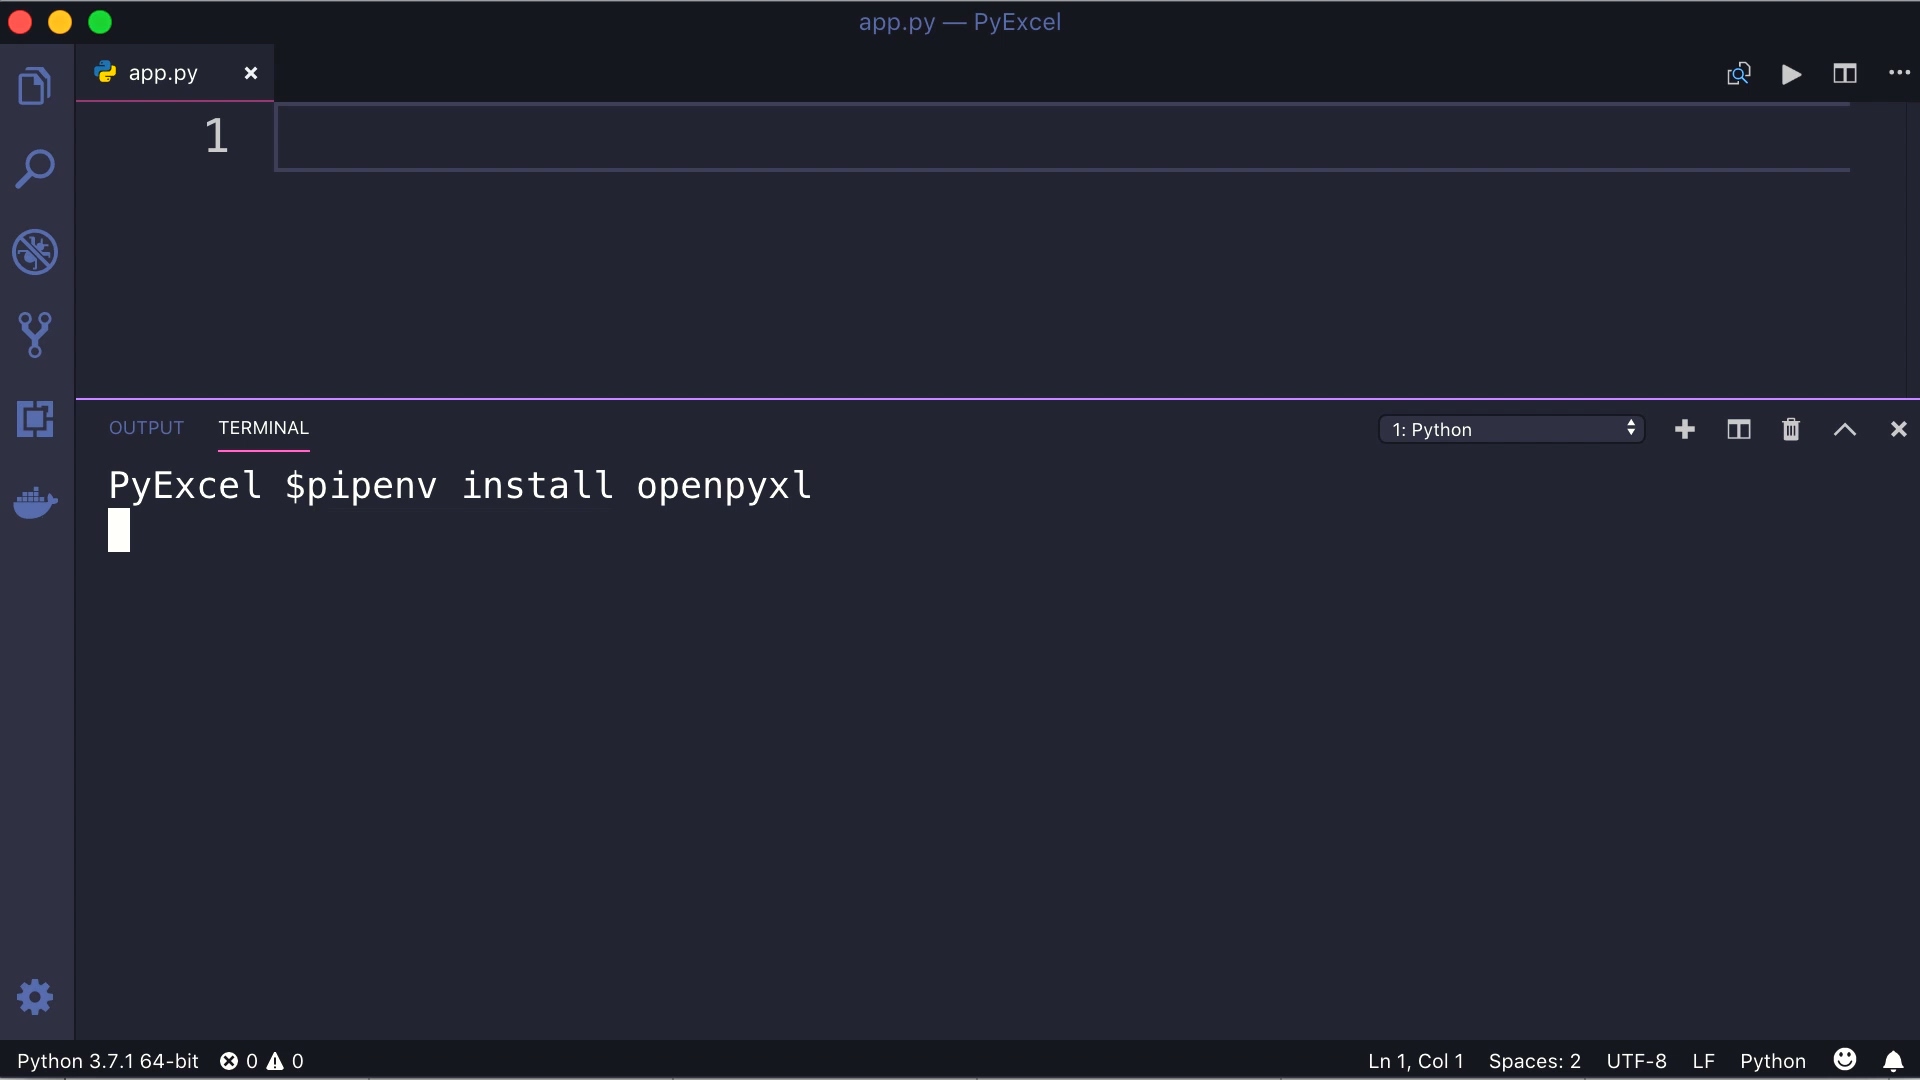 app.py — PyExcel
app.py
1
OUTPUT TERMINAL
1: Python
PyExcel $pipenv install openpyxl
Python 3.7.1 64-bit 0 0 Ln 1, Col 1 Spaces: 2 UTF-8 LF Python